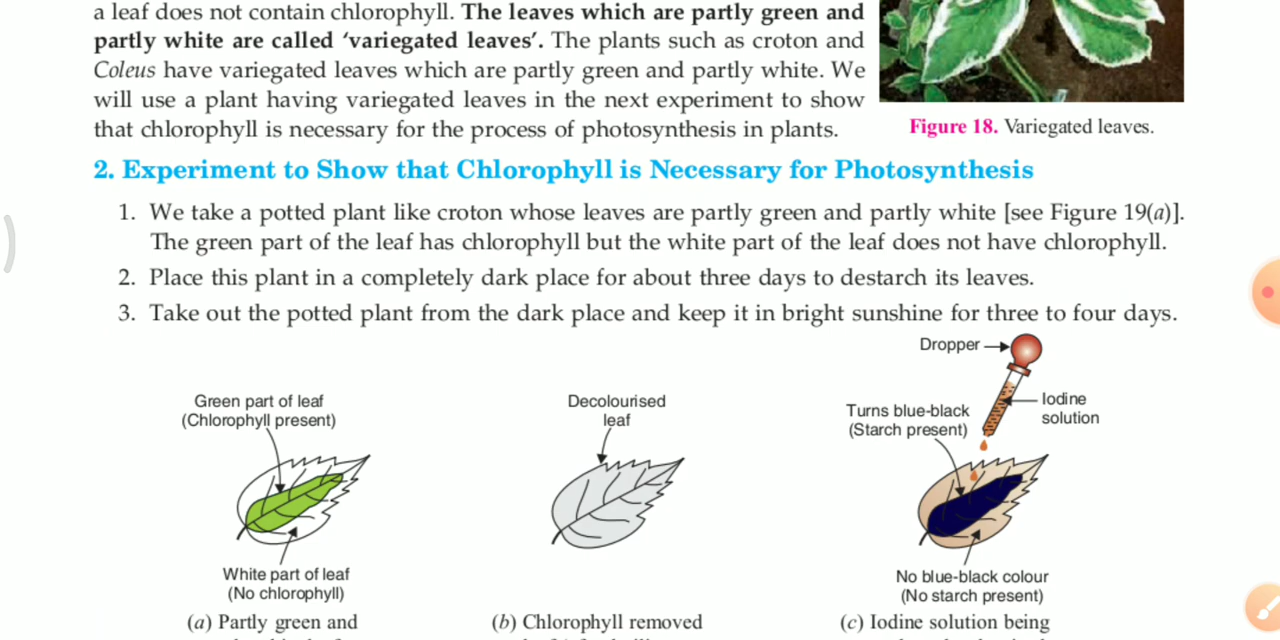 a leaf does not contain chlorophyll. The leaves which are partly green and
partly white are called ‘variegated leaves’. The plants such as croton and
Coleus have variegated leaves which are partly green and partly white. We
will use a plant having variegated leaves in the next experiment to show
that chlorophyll is necessary for the process of photosynthesis in plants.
Figure 18. Variegated leaves.
2. Experiment to Show that Chlorophyll is Necessary for Photosynthesis
1. We take a potted plant like croton whose leaves are partly green and partly white [see Figure 19(a)].
The green part of the leaf has chlorophyll but the white part of the leaf does not have chlorophyll.
2. Place this plant in a completely dark place for about three days to destarch its leaves.
3. Take out the potted plant from the dark place and keep it in bright sunshine for three to four days.
Green part of leaf
(Chlorophyll present)
White part of leaf
(No chlorophyll)
(a) Partly green and
Decolourised
leaf
(b) Chlorophyll removed
Dropper
Iodine
solution
Turns blue-black
(Starch present)
No blue-black colour
(No starch present)
(c) Iodine solution being